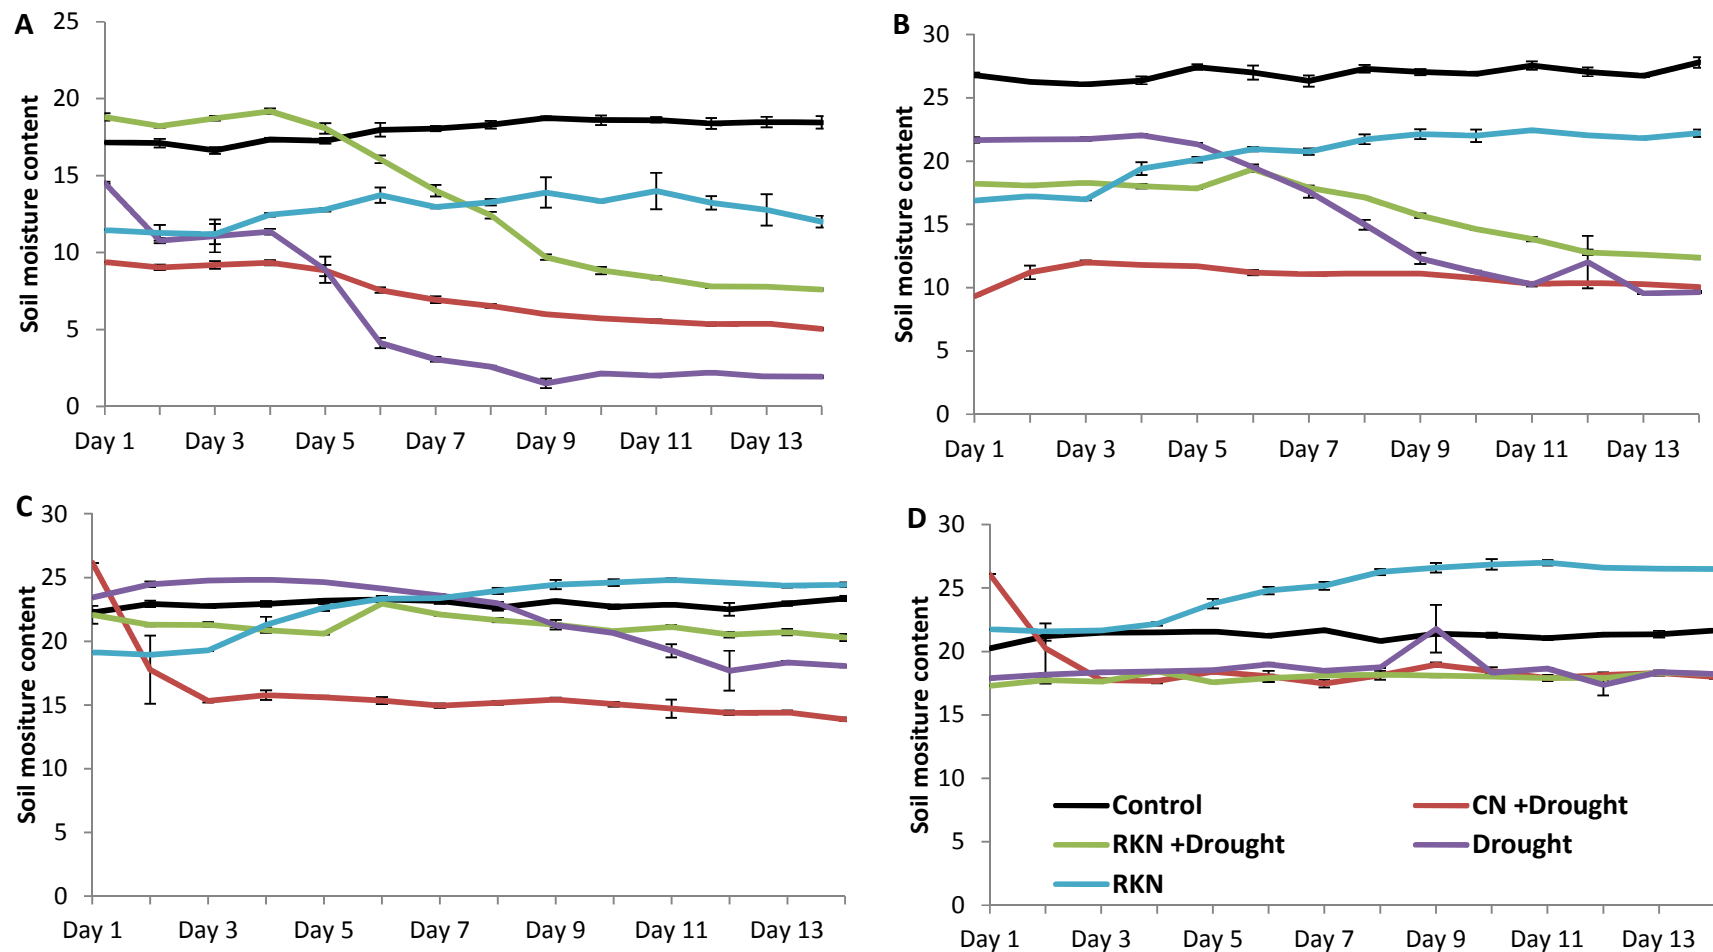 A
Soil moisture content
25
20
15
10
5
0
Day 1 Day 3 Day 5 Day 7 Day 9 Day 11 Day 13
B
Soil moisture content
30
25
20
15
10
5
0
Day 1 Day 3 Day 5 Day 7 Day 9 Day 11 Day 13
C
Soil mositure content
30
25
20
15
10
5
0
Day 1 Day 3 Day 5 Day 7 Day 9 Day 11 Day 13
D
Soil mositure content
30
25
20
15
10
5
0
Control CN +Drought
RKN +Drought Drought
RKN
Day 1 Day 3 Day 5 Day 7 Day 9 Day 11 Day 13